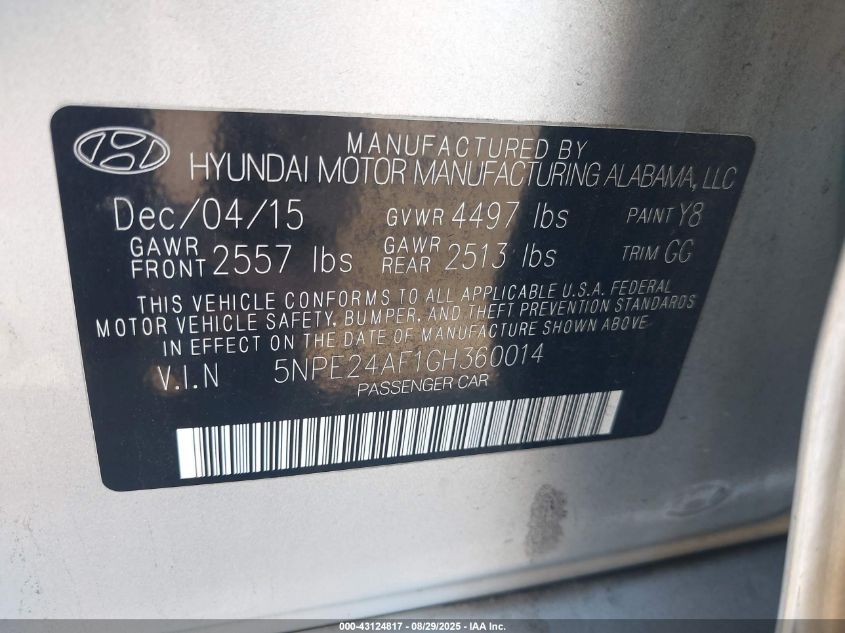 MANUFACTURED BY
HYUNDAI MOTOR MANUFACTURING ALABAMA, LLC
Dec/04/15 GVWR 4497 lbs PAINT Y8
GAWR FRONT 2557 lbs GAWR REAR 2513 lbs TRIM GG
THIS VEHICLE CONFORMS TO ALL APPLICABLE U.S.A. FEDERAL
MOTOR VEHICLE SAFETY, BUMPER, AND THEFT PREVENTION STANDARDS
IN EFFECT ON THE DATE OF MANUFACTURE SHOWN ABOVE
V.I.N 5NPE24AF1GH360014
PASSENGER CAR
000-43124817 - 08/29/2025 - IAA Inc.